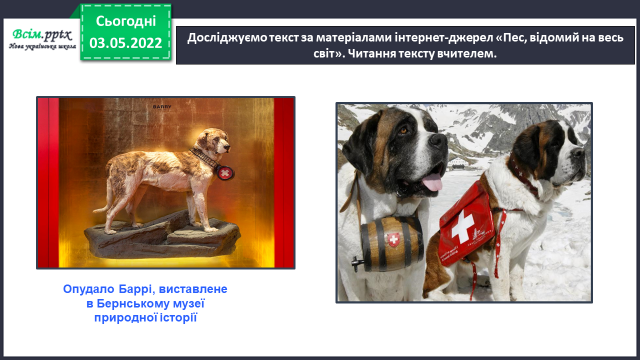 Всім.pptx
Нова українська школа
Сьогодні
03.05.2022
Досліджуємо текст за матеріалами інтернет-джерел «Пес, відомий на весь
світ». Читання тексту вчителем.
BARRY
Опудало Баррі, виставлене
в Бернському музеї
природної історії